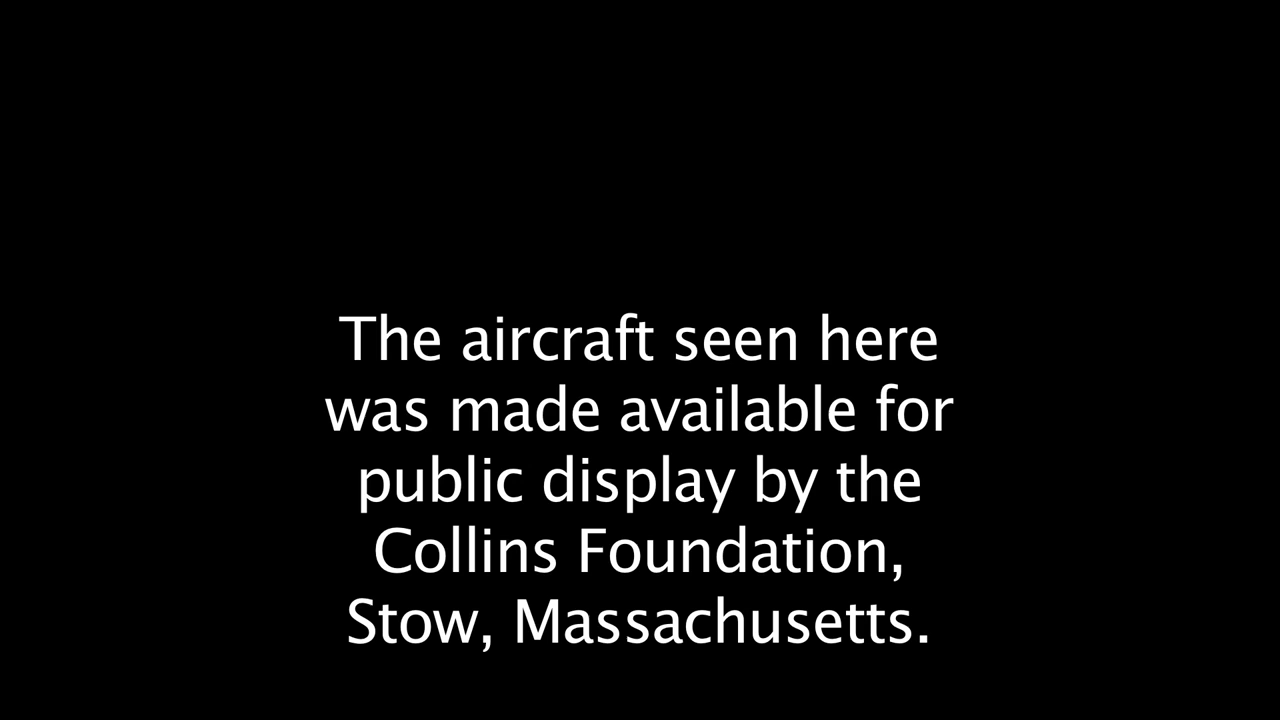 The aircraft seen here
was made available for
public display by the
Collins Foundation,
Stow, Massachusetts.